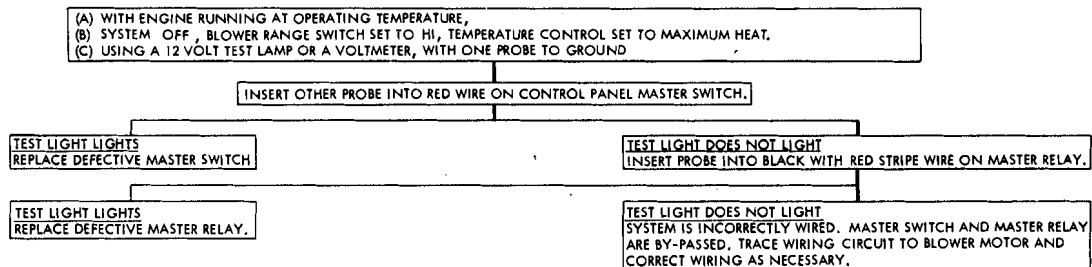 (A) WITH ENGINE RUNNING AT OPERATING TEMPERATURE,
(B) SYSTEM OFF, BLOWER RANGE SWITCH SET TO HI, TEMPERATURE CONTROL SET TO MAXIMUM HEAT.
(C) USING A 12 VOLT TEST LAMP OR A VOLTMETER, WITH ONE PROBE TO GROUND
INSERT OTHER PROBE INTO RED WIRE ON CONTROL PANEL MASTER SWITCH.
TEST LIGHT LIGHTS
REPLACE DEFECTIVE MASTER SWITCH
TEST LIGHT DOES NOT LIGHT
INSERT PROBE INTO BLACK WITH RED STRIPE WIRE ON MASTER RELAY.
TEST LIGHT LIGHTS
REPLACE DEFECTIVE MASTER RELAY.
TEST LIGHT DOES NOT LIGHT
SYSTEM IS INCORRECTLY WIRED. MASTER SWITCH AND MASTER RELAY
ARE BY-PASSED. TRACE WIRING CIRCUIT TO BLOWER MOTOR AND
CORRECT WIRING AS NECESSARY.